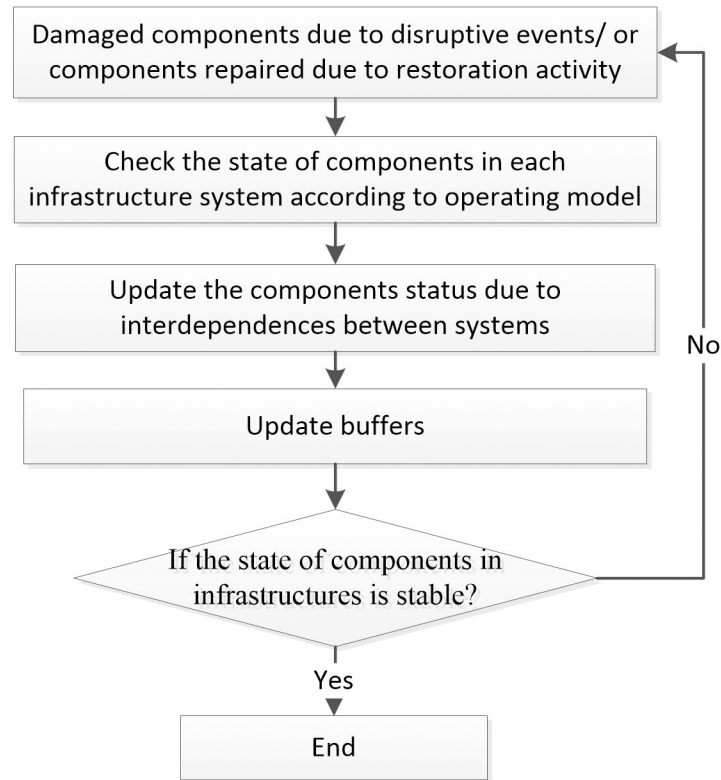 Damaged components due to disruptive events/ or
components repaired due to restoration activity
Check the state of components in each
infrastructure system according to operating model
Update the components status due to
interdependences between systems
No
Update buffers
If the state of components in
infrastructures is stable?
Yes
End